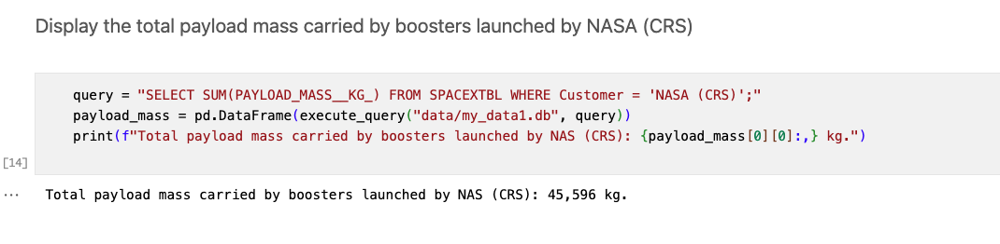 Display the total payload mass carried by boosters launched by NASA (CRS)
query = "SELECT SUM(PAYLOAD_MASS__KG_) FROM SPACEXTBL WHERE Customer = 'NASA (CRS)';"
payload_mass = pd.DataFrame(execute_query("data/my_data1.db", query))
print(f"Total payload mass carried by boosters launched by NAS (CRS): {payload_mass[0][0]:,} kg.")
[14]
... Total payload mass carried by boosters launched by NAS (CRS): 45,596 kg.